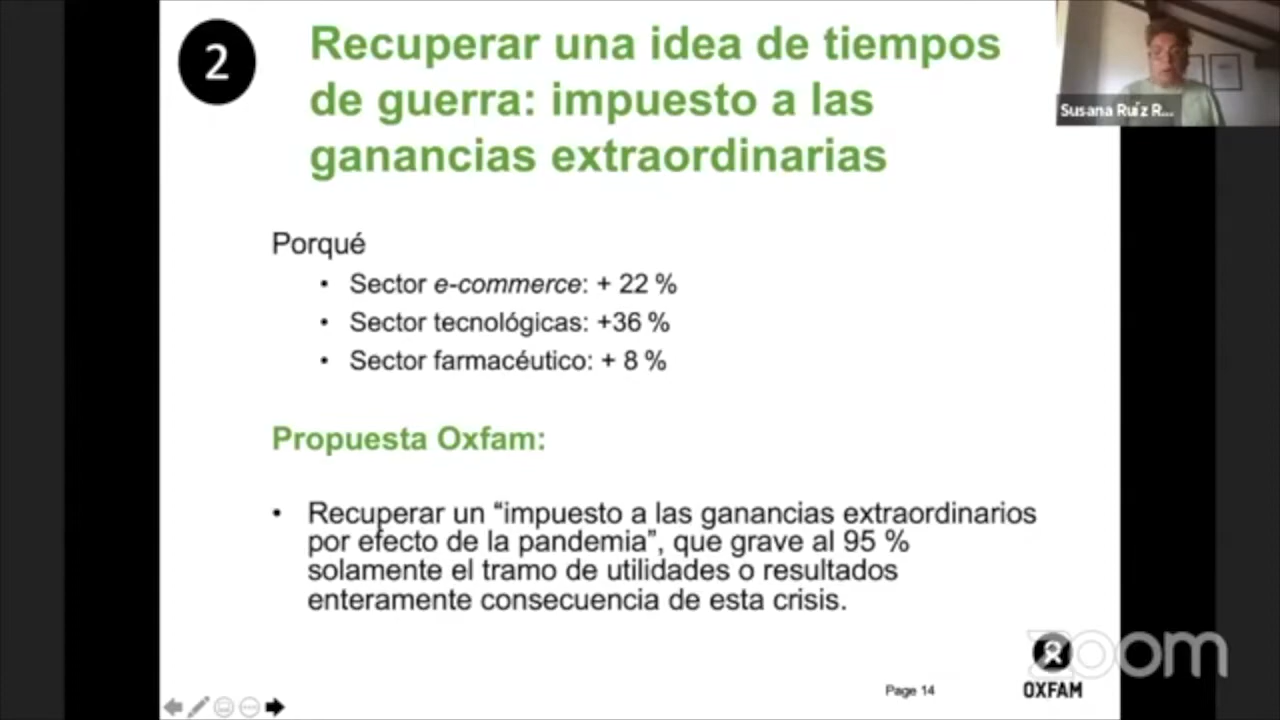 2
Recuperar una idea de tiempos
de guerra: impuesto a las
ganancias extraordinarias
Susana Ruíz R...
Porqué
• Sector e-commerce: + 22 %
• Sector tecnológicas: +36 %
• Sector farmacéutico: + 8 %
Propuesta Oxfam:
• Recuperar un “impuesto a las ganancias extraordinarios
por efecto de la pandemia”, que grave al 95 %
solamente el tramo de utilidades o resultados
enteramente consecuencia de esta crisis.
zoom
Page 14
OXFAM